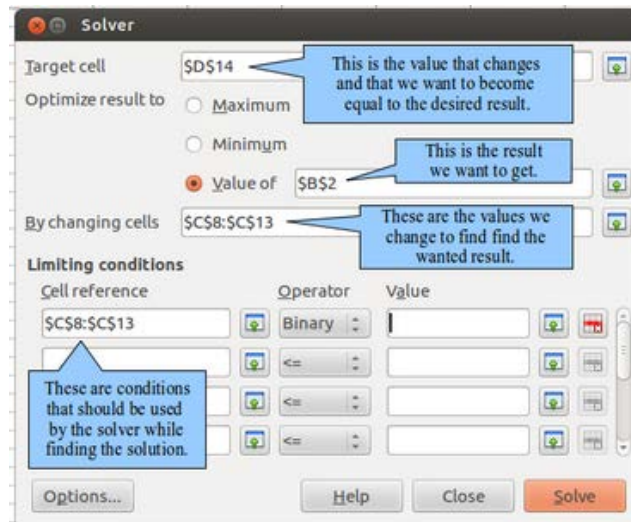 Solver
Target cell
$D$14
This is the value that changes
and that we want to become
equal to the desired result.
Optimize result to
Maximum
Minimum
Value of
$B$2
This is the result
we want to get.
By changing cells
$C$8:$C$13
These are the values we
change to find find the
wanted result.
Limiting conditions
Cell reference
Operator
Value
$C$8:$C$13
Binary
<=
<=
<=
These are conditions
that should be used
by the solver while
finding the solution.
Options...
Help
Close
Solve